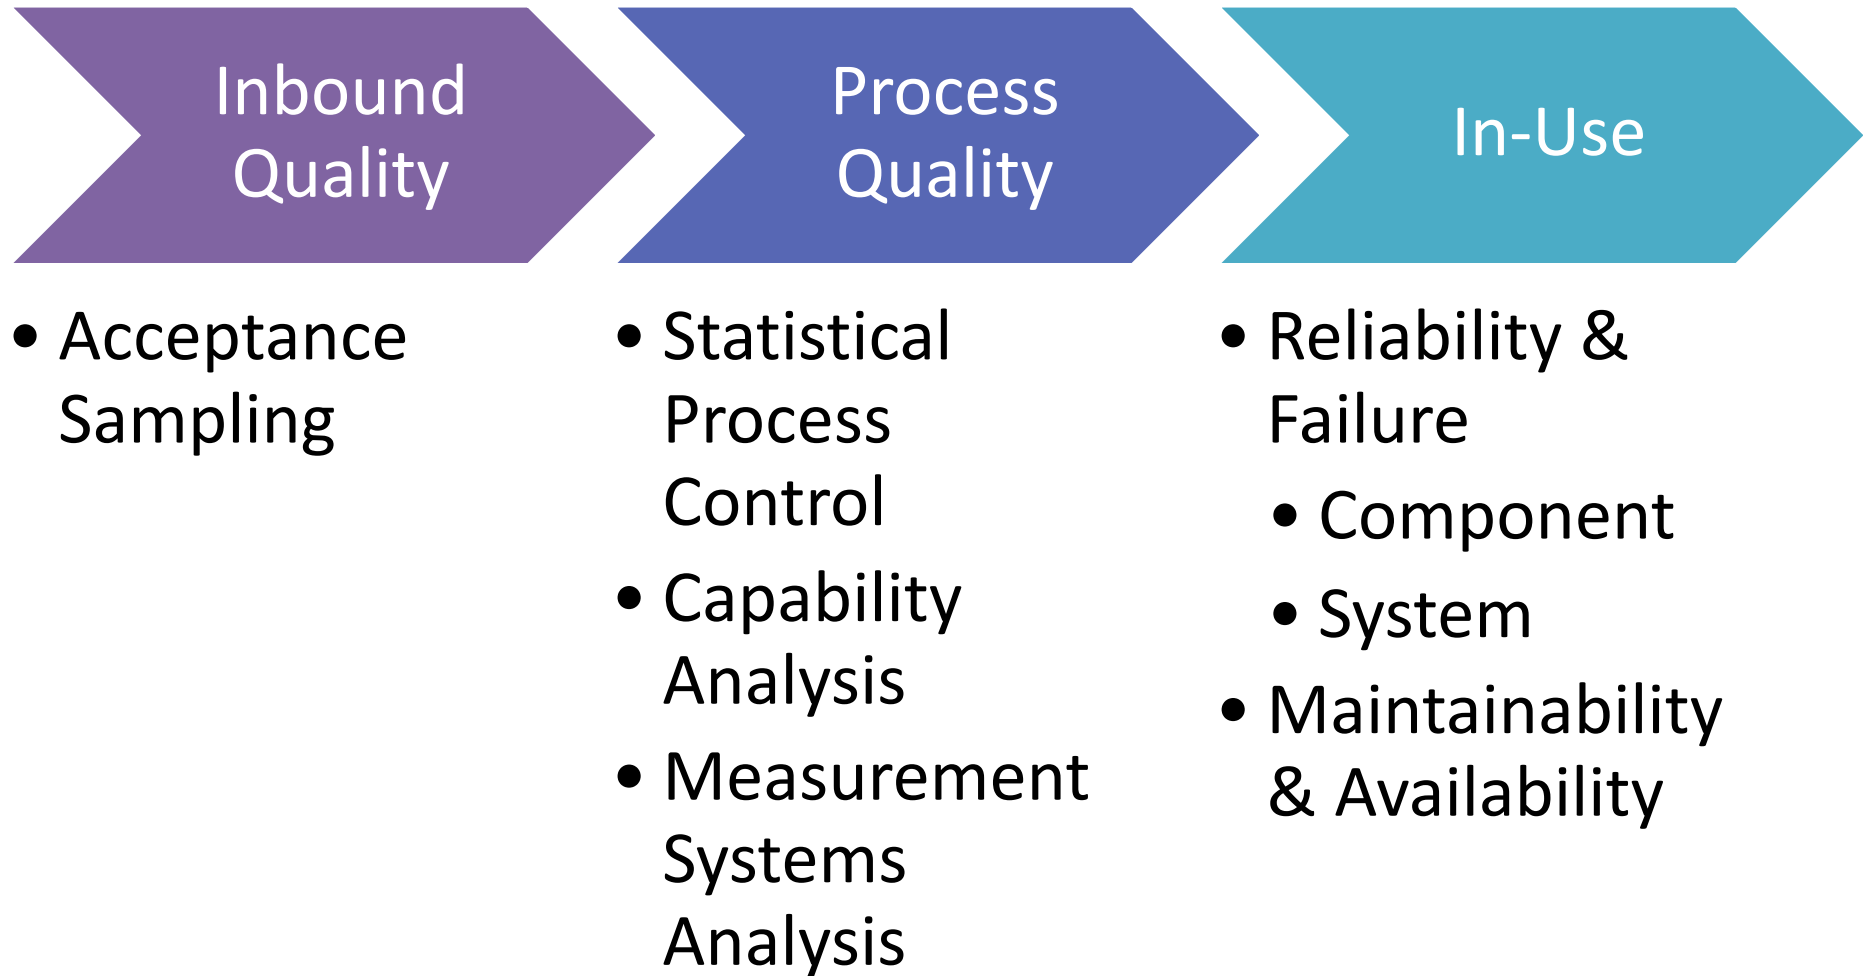 Inbound
Quality
• Acceptance
Sampling
Process
Quality
• Statistical
Process
Control
• Capability
Analysis
• Measurement
Systems
Analysis
In-Use
• Reliability &
Failure
• Component
• System
• Maintainability
& Availability